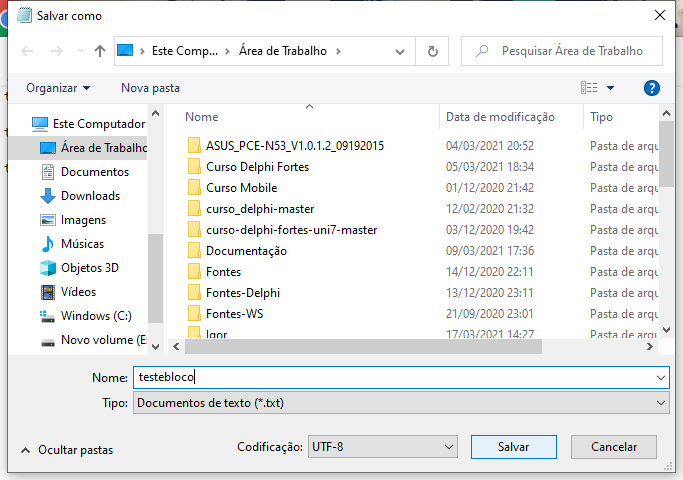 Salvar como
Este Comp... Área de Trabalho
Pesquisar Área de Trabalho
Organizar Nova pasta
Este Computador
Área de Trabalho
Documentos
Downloads
Imagens
Músicas
Objetos 3D
Vídeos
Windows (C:)
Novo volume (E:
Nome Data de modificação Tipo
ASUS_PCE-N53_V1.0.1.2_09192015 04/03/2021 20:52 Pasta de arqu
Curso Delphi Fortes 05/03/2021 18:34 Pasta de arqu
Curso Mobile 01/12/2020 21:42 Pasta de arqu
curso_delphi-master 12/02/2020 21:32 Pasta de arqu
curso-delphi-fortes-uni7-master 03/12/2020 19:42 Pasta de arqu
Documentação 09/03/2021 17:36 Pasta de arqu
Fontes 14/12/2020 22:11 Pasta de arqu
Fontes-Delphi 13/12/2020 23:11 Pasta de arqu
Fontes-WS 21/09/2020 23:01 Pasta de arqu
Igor 17/03/2021 14:27 Pasta de arqu
Nome: testebloco
Tipo: Documentos de texto (*.txt)
Ocultar pastas Codificação: UTF-8 Salvar Cancelar